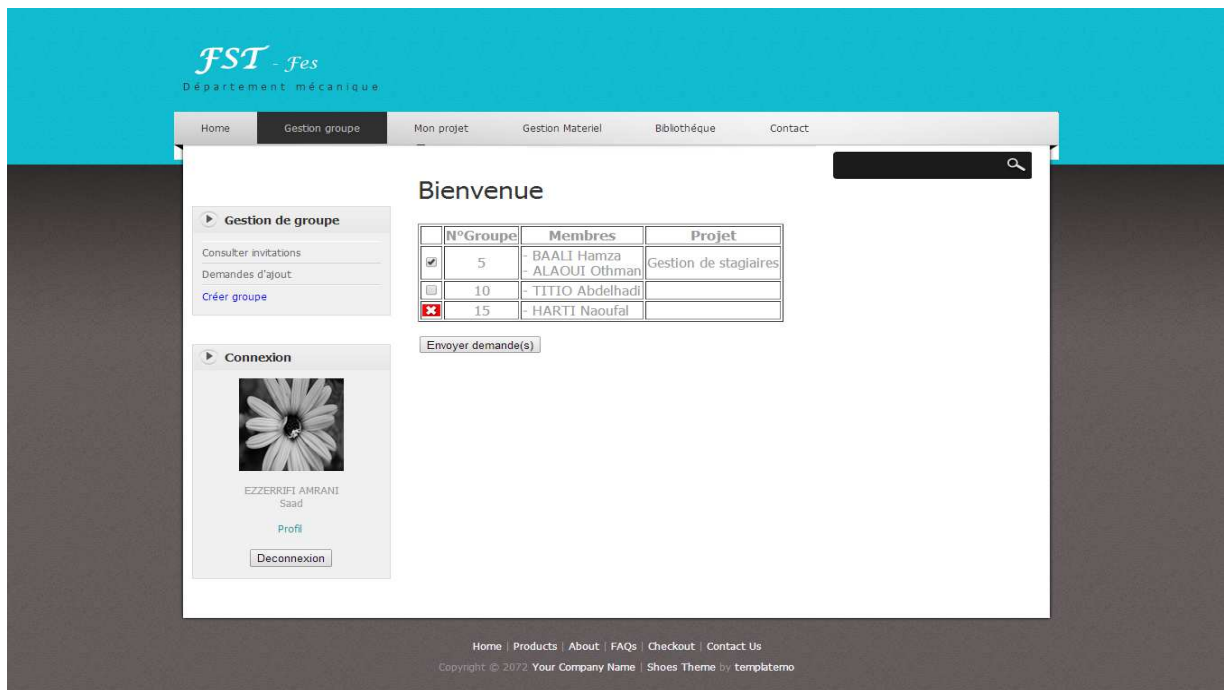 FST - Fes
Département mécanique
Home Gestion groupe Mon projet Gestion Materiel Bibliothéque Contact
Bienvenue
Gestion de groupe
Consulter invitations
Demandes d'ajout
Créer groupe
N°Groupe Membres Projet
5 - BAALI Hamza - ALAOUI Othman Gestion de stagiaires
10 - TITIO Abdelhadi
15 - HARTI Naoufal
Envoyer demande(s)
Connexion
EZZERRIFI AMRANI
Saad
Profil
Deconnexion
Home | Products | About | FAQs | Checkout | Contact Us
Copyright © 2072 Your Company Name | Shoes Theme by templatemo